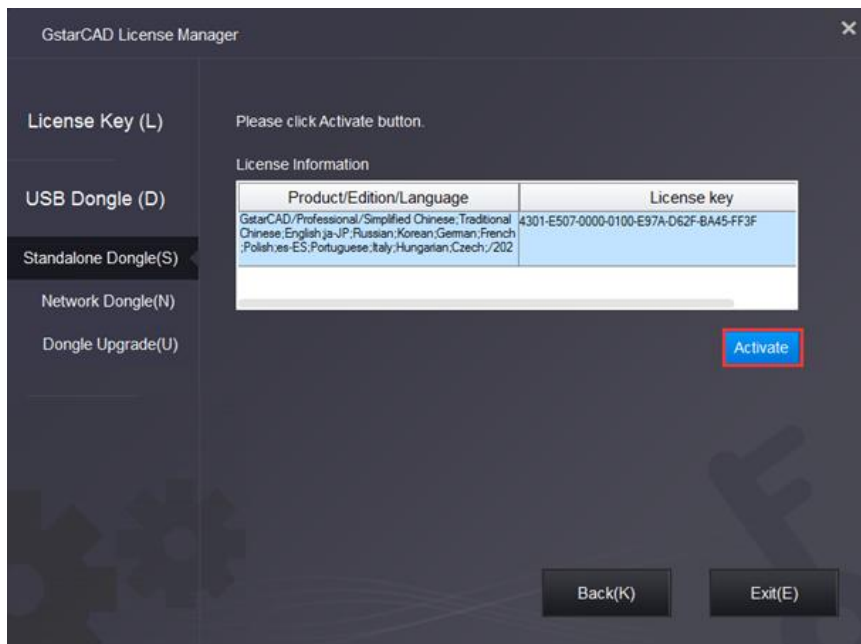 GstarCAD License Manager
License Key (L)
Please click Activate button.
License Information
USB Dongle (D)
Product/Edition/Language
License key
GstarCAD/Professional/Simplified Chinese;Traditional
Chinese;English;ja-JP;Russian;Korean;German;French
;Polish;es-ES;Portuguese;Italy;Hungarian;Czech;/202
4301-E507-0000-0100-E97A-D62F-BA45-FF3F
Standalone Dongle(S)
Network Dongle(N)
Dongle Upgrade(U)
Activate
Back(K)
Exit(E)